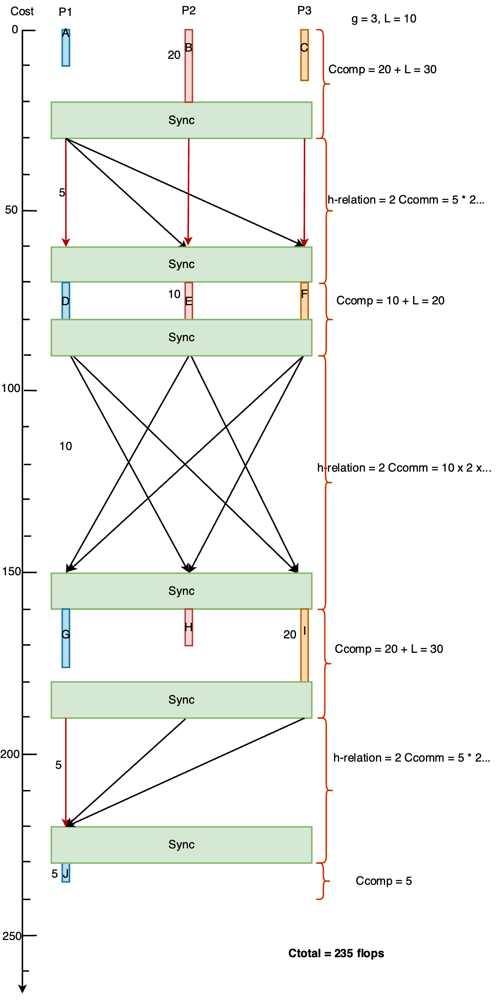 Cost
P1
P2
P3
g = 3, L = 10
0
A
B
C
20
Ccomp = 20 + L = 30
Sync
5
h-relation = 2 Ccomm = 5 * 2...
50
Sync
D
10
E
F
Ccomp = 10 + L = 20
Sync
100
10
h-relation = 2 Ccomm = 10 x 2 x...
150
Sync
G
H
20
I
Ccomp = 20 + L = 30
Sync
200
5
h-relation = 2 Ccomm = 5 * 2...
Sync
5
J
Ccomp = 5
250
Ctotal = 235 flops